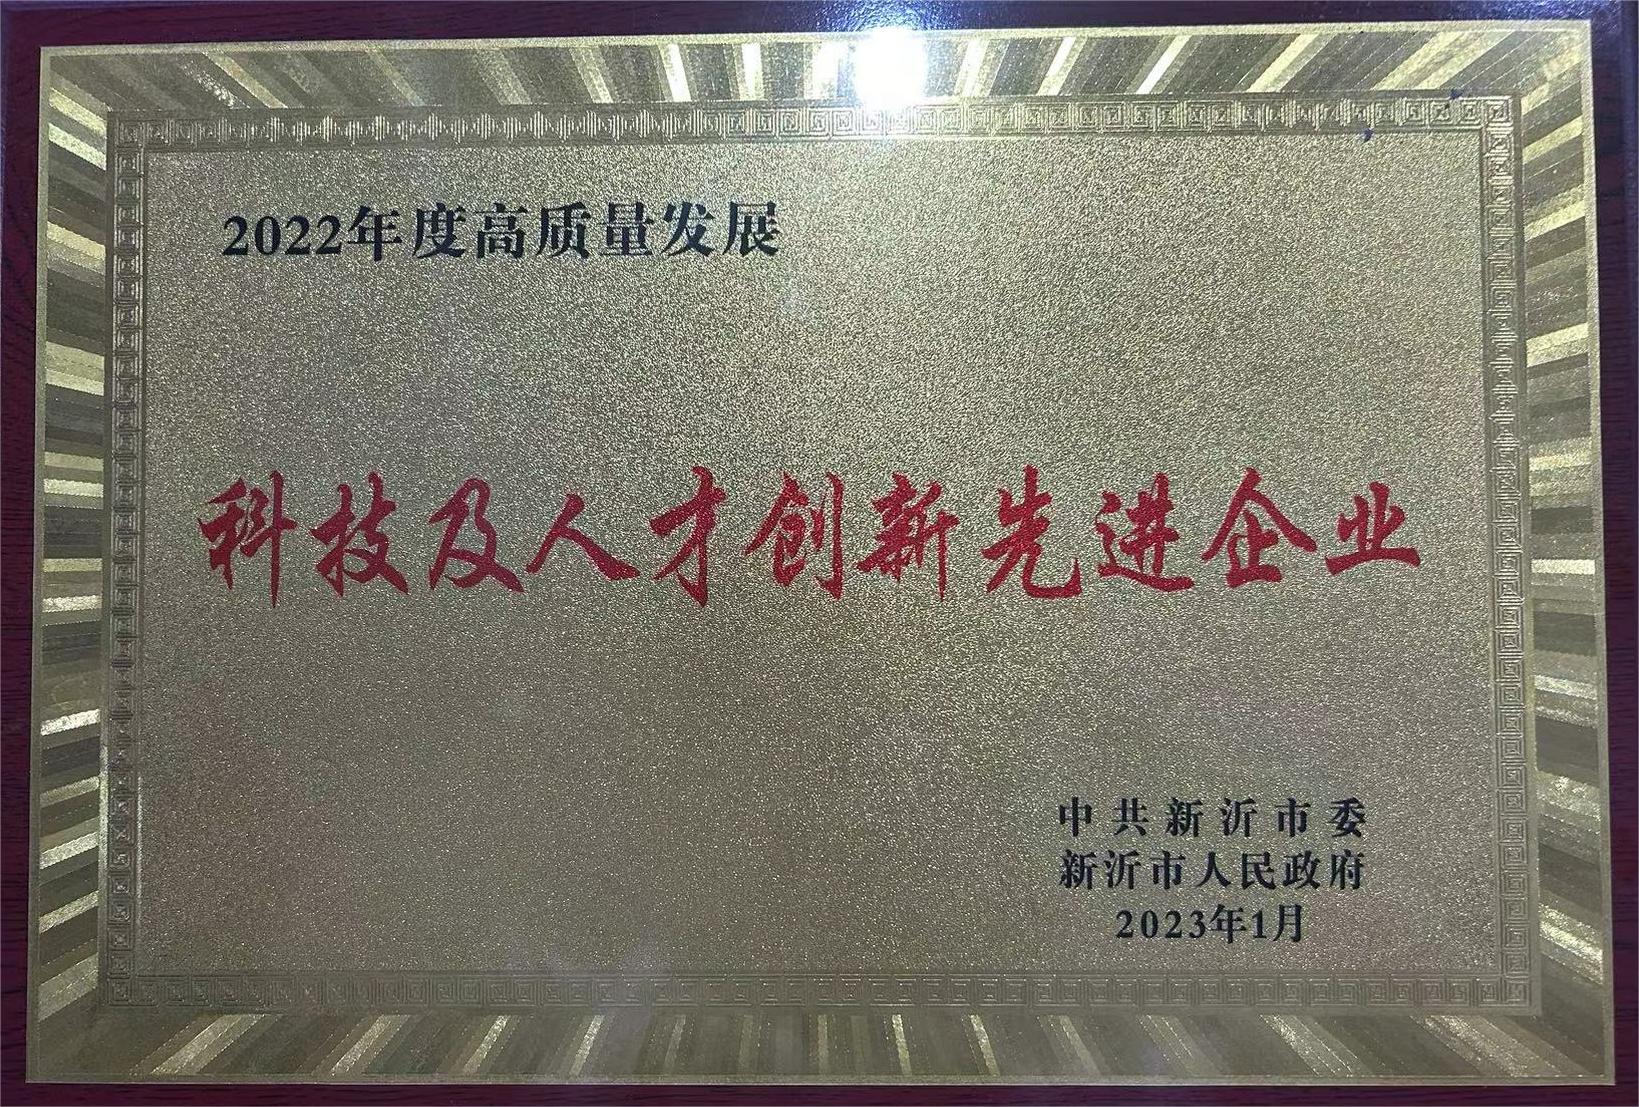 2022年度高质量发展
科技及人才创新先进企业
中共新沂市委
新沂市人民政府
2023年1月